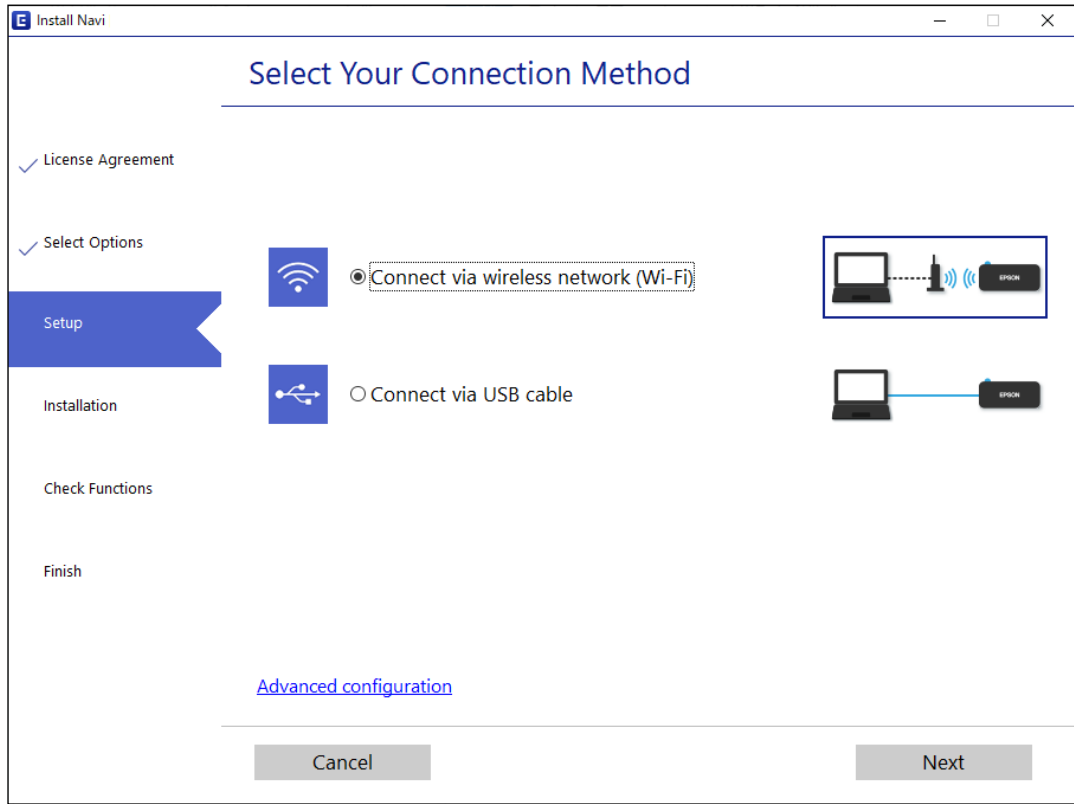 E Install Navi
Select Your Connection Method
License Agreement
Select Options
Setup
Installation
Check Functions
Finish
Connect via wireless network (Wi-Fi)
EPSON
Connect via USB cable
EPSON
Advanced configuration
Cancel
Next